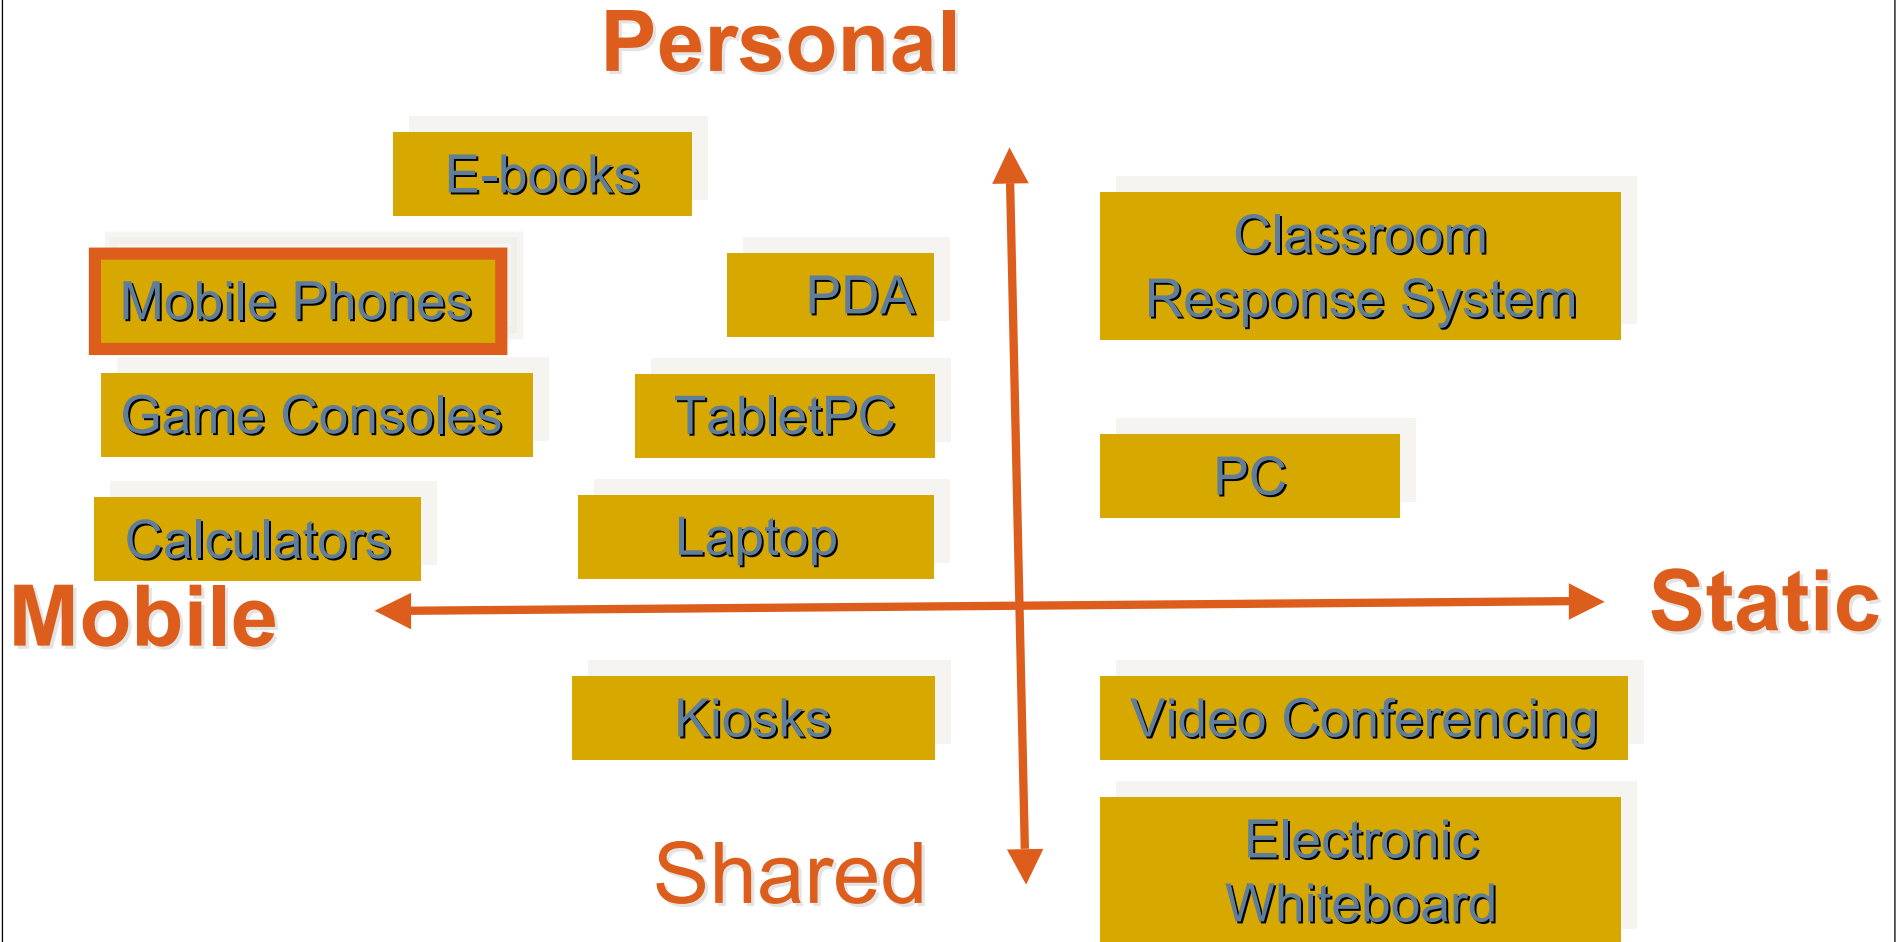 Personal
E-books
Classroom
Response System
Mobile Phones
PDA
Game Consoles
TabletPC
PC
Calculators
Laptop
Mobile
Static
Kiosks
Video Conferencing
Shared
Electronic
Whiteboard